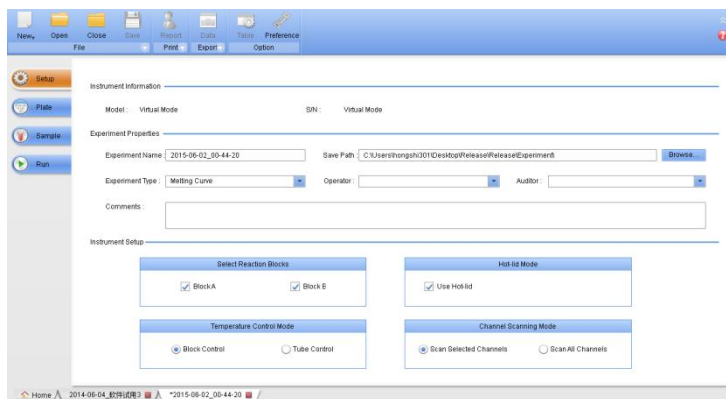 New Open Close Save Report Data Table Preference
File Print Export Option
Setup
Plate
Sample
Run
Instrument Information
Model : Virtual Mode S/N : Virtual Mode
Experiment Properties
Experiment Name : 2015-06-02_00-44-20 Save Path : C:\Users\hongshi301\Desktop\Release\Release\Experiment\ Browse...
Experiment Type : Melting Curve Operator : Auditor :
Comments :
Instrument Setup
Select Reaction Blocks Hot-lid Mode
BlockA Block B Use Hot-lid
Temperature Control Mode Channel Scanning Mode
Block Control Tube Control Scan Selected Channels Scan All Channels
Home 2014-06-04_软件试用3 *2015-06-02_00-44-20